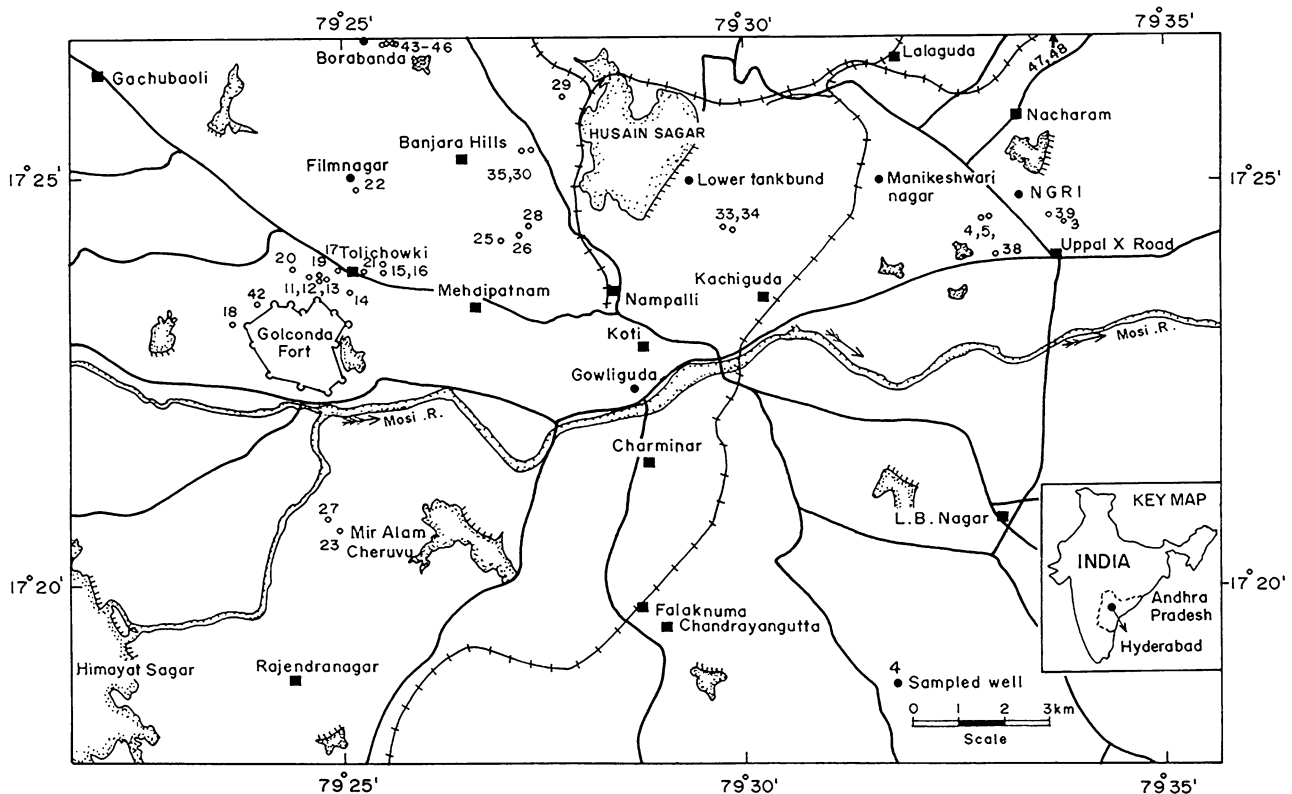 79°25'
79°30'
79°35'
Gachubaoli
Borabanda
43-46
Lalaguda
47,48
29
Nacharam
HUSAIN SAGAR
Banjara Hills
35,30
Filmnagar
22
17°25'
17°25'
Lower tankbund
Manikeshwari
nagar
NGRI
33,34
39
3
4,5,
38
Uppal X Road
28
25
26
17
Tolichowki
20
19
21
15,16
11,12,13
14
42
18
Mehaipatnam
Nampalli
Kachiguda
Golconda
Fort
Koti
Mosi .R.
Gowliguda
Mosi .R.
Charminar
L.B. Nagar
27
23
Mir Alam
Cheruvu
KEY MAP
INDIA
Andhra
Pradesh
Hyderabad
17°20'
17°20'
Falaknuma
Chandrayangutta
Himayat Sagar
Rajendranagar
4
Sampled well
0 1 2 3km
Scale
79°25'
79°30'
79°35'